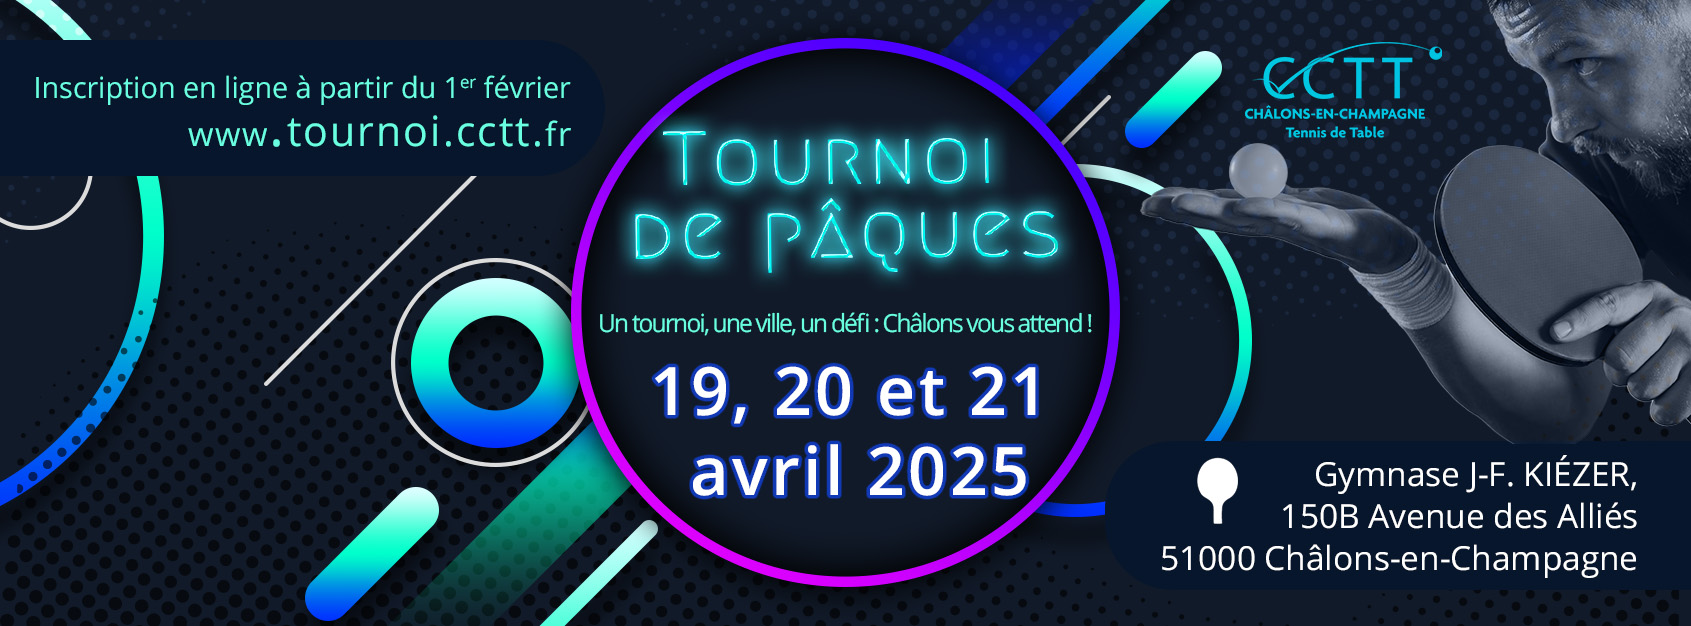 Inscription en ligne à partir du 1er février
www.tournoi.cctt.fr
TOURNOI
DE PÂQUES
Un tournoi, une ville, un défi : Châlons vous attend !
19, 20 et 21
avril 2025
CCTT
CHÂLONS-EN-CHAMPAGNE
Tennis de Table
Gymnase J-F. KIÉZER,
150B Avenue des Alliés
51000 Châlons-en-Champagne